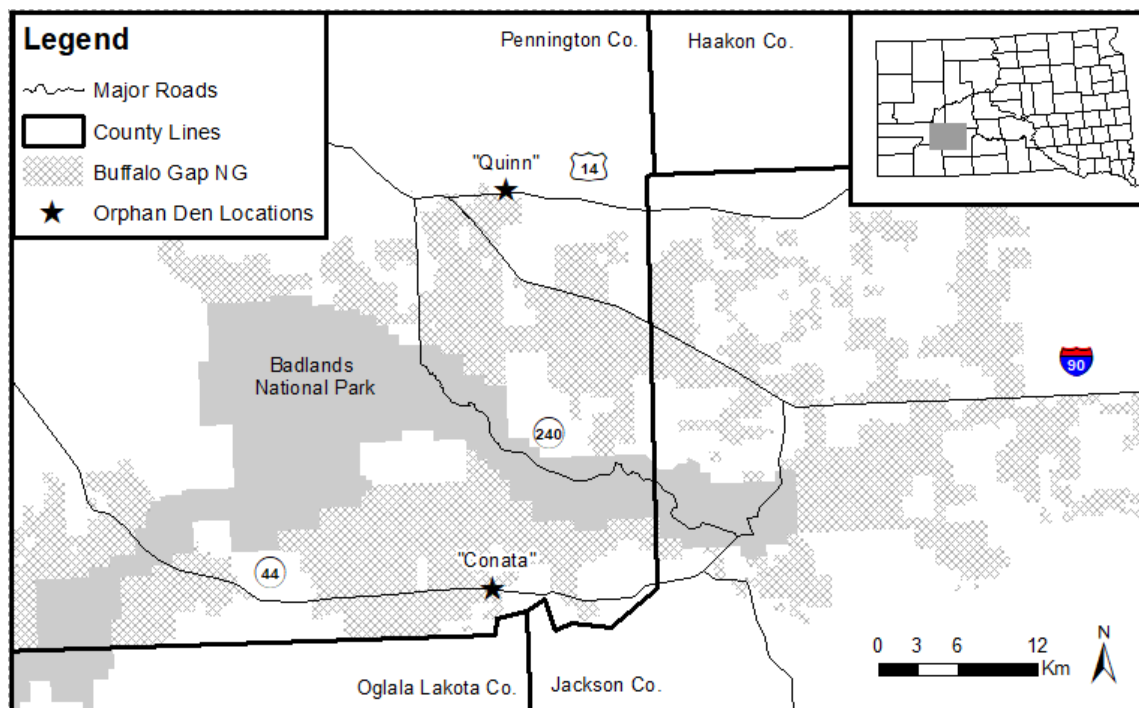 Legend
Major Roads
County Lines
Buffalo Gap NG
Orphan Den Locations
Pennington Co.
Haakon Co.
"Quinn"
14
Badlands
National Park
90
240
"Conata"
44
Oglala Lakota Co.
Jackson Co.
0 3 6 12
Km
N